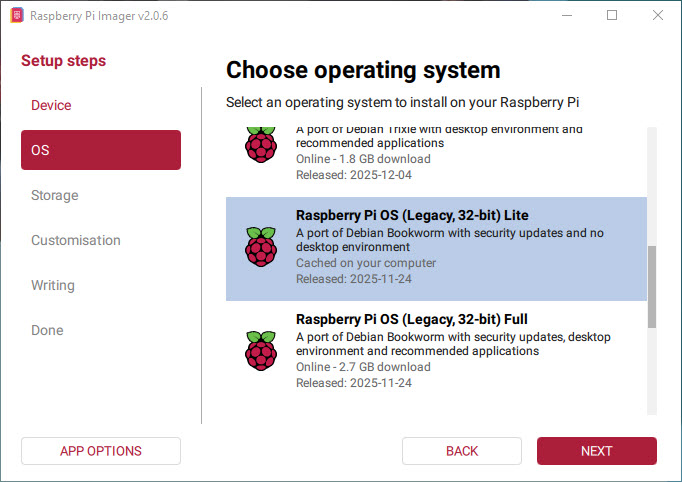 Raspberry Pi Imager v2.0.6
Setup steps
Device
OS
Storage
Customisation
Writing
Done
APP OPTIONS
Choose operating system
Select an operating system to install on your Raspberry Pi
A port of Debian Trixie with desktop environment and
recommended applications
Online - 1.8 GB download
Released: 2025-12-04
Raspberry Pi OS (Legacy, 32-bit) Lite
A port of Debian Bookworm with security updates and no
desktop environment
Cached on your computer
Released: 2025-11-24
Raspberry Pi OS (Legacy, 32-bit) Full
A port of Debian Bookworm with security updates, desktop
environment and recommended applications
Online - 2.7 GB download
Released: 2025-11-24
BACK
NEXT